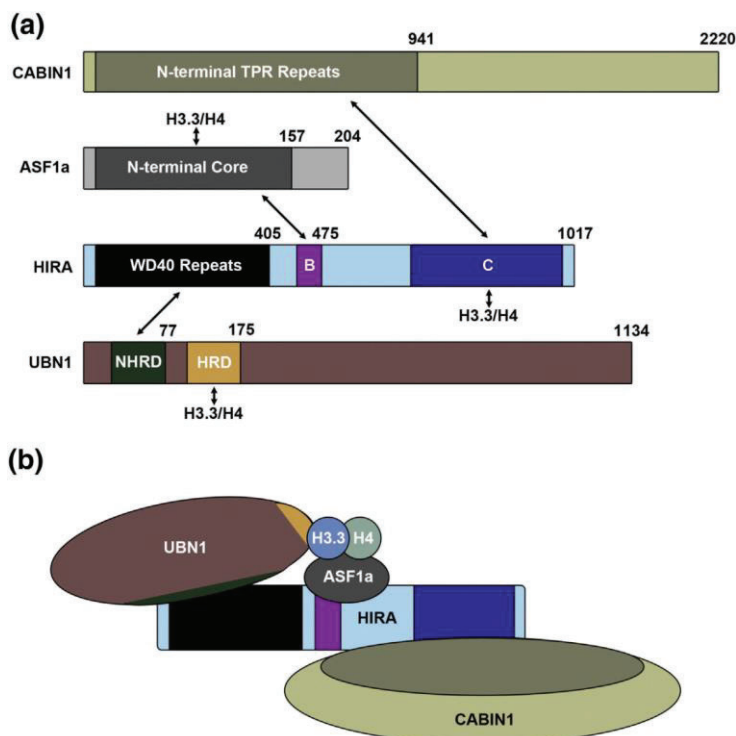 (a)
941 2220
CABIN1 N-terminal TPR Repeats
H3.3/H4
157 204
ASF1a N-terminal Core
405 475 1017
HIRA WD40 Repeats B C
H3.3/H4
77 175 1134
UBN1 NHRD HRD
H3.3/H4
(b)
UBN1 H3.3 H4
ASF1a
HIRA
CABIN1